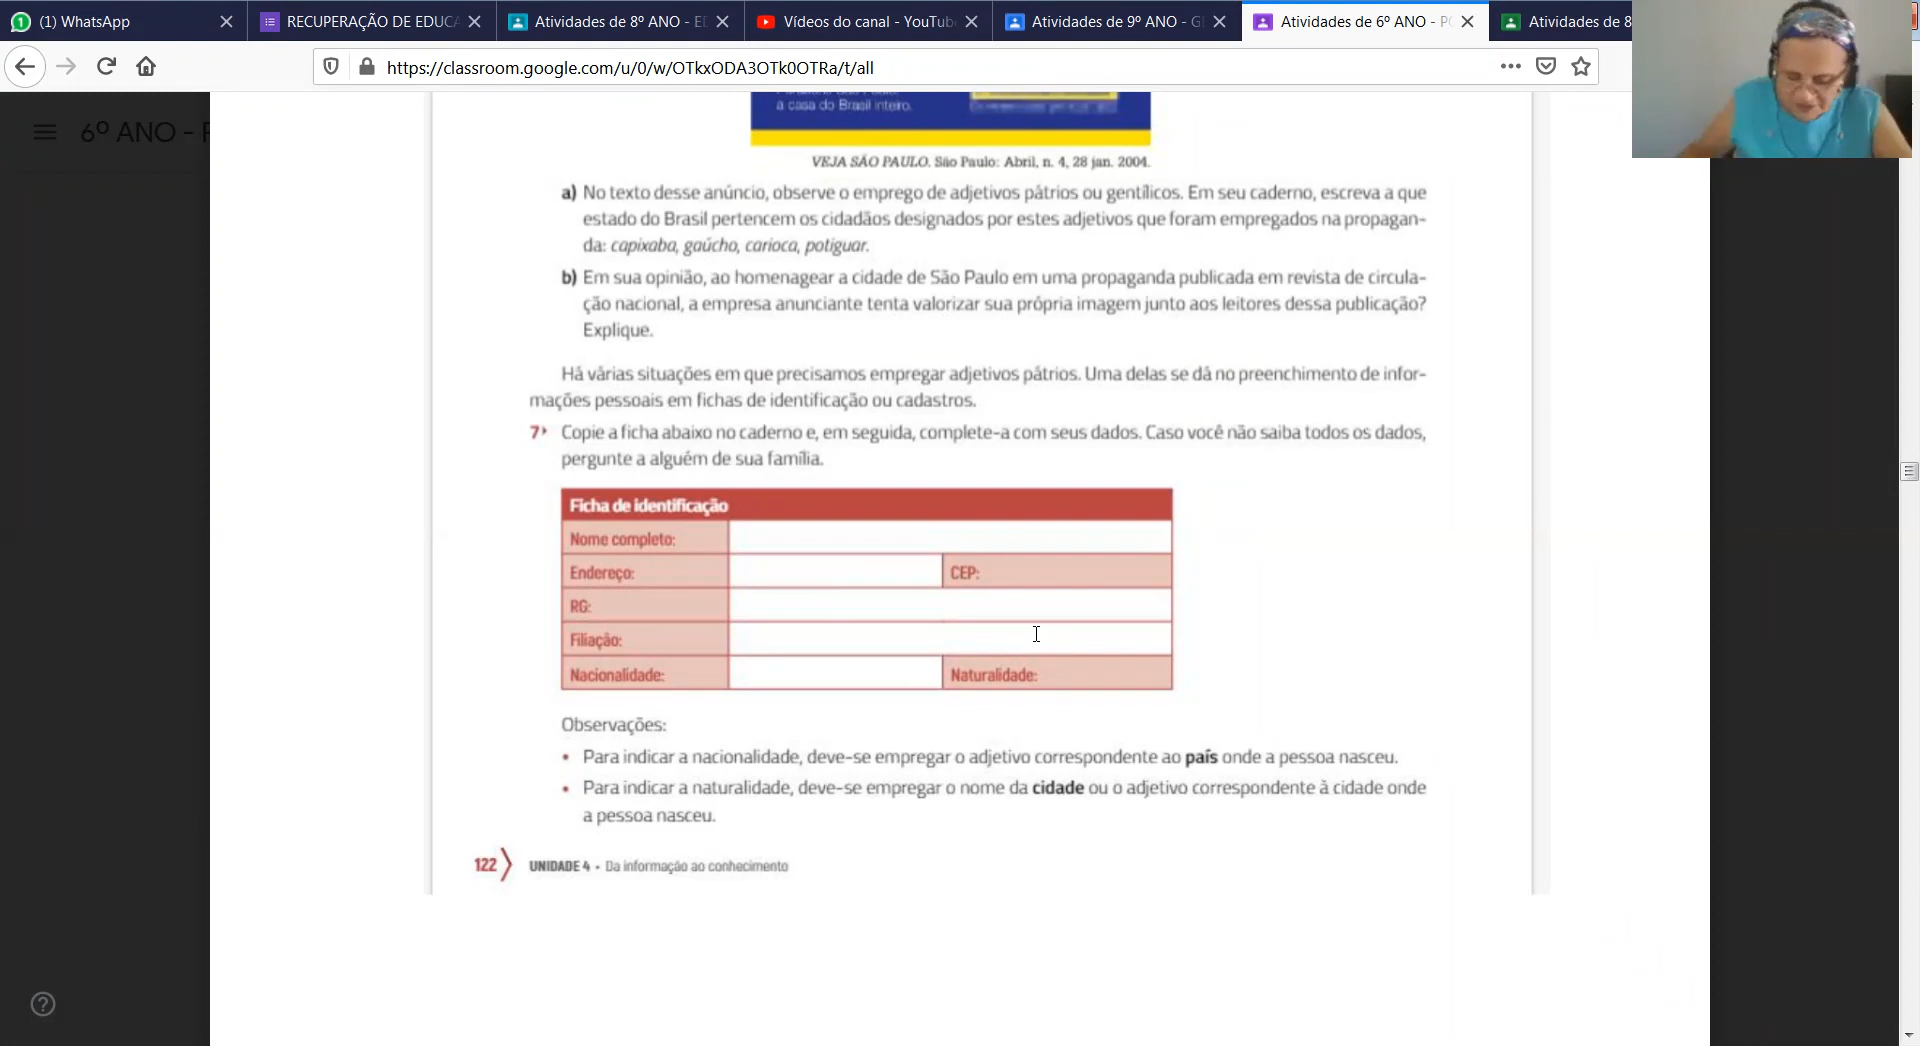 (1) WhatsApp
RECUPERAÇÃO DE EDUCA
Atividades de 8º ANO - ED
Vídeos do canal - YouTube
Atividades de 9º ANO - G
Atividades de 6º ANO - PO
Atividades de 8
https://classroom.google.com/u/0/w/OTkxODA3OTk0OTRa/t/all
6º ANO - P
a casa do Brasil inteiro.
VEJA SÃO PAULO. São Paulo: Abril, n. 4, 28 jan. 2004.
a) No texto desse anúncio, observe o emprego de adjetivos pátrios ou gentílicos. Em seu caderno, escreva a que
estado do Brasil pertencem os cidadãos designados por estes adjetivos que foram empregados na propagan-
da: capixaba, gaúcho, carioca, potiguar.
b) Em sua opinião, ao homenagear a cidade de São Paulo em uma propaganda publicada em revista de circula-
ção nacional, a empresa anunciante tenta valorizar sua própria imagem junto aos leitores dessa publicação?
Explique.
Há várias situações em que precisamos empregar adjetivos pátrios. Uma delas se dá no preenchimento de infor-
mações pessoais em fichas de identificação ou cadastros.
7 Copie a ficha abaixo no caderno e, em seguida, complete-a com seus dados. Caso você não saiba todos os dados,
pergunte a alguém de sua família.
Ficha de identificação
Nome completo:
Endereço: CEP:
RG:
Filiação:
Nacionalidade: Naturalidade:
Observações:
• Para indicar a nacionalidade, deve-se empregar o adjetivo correspondente ao país onde a pessoa nasceu.
• Para indicar a naturalidade, deve-se empregar o nome da cidade ou o adjetivo correspondente à cidade onde
a pessoa nasceu.
122 UNIDADE 4 • Da informação ao conhecimento